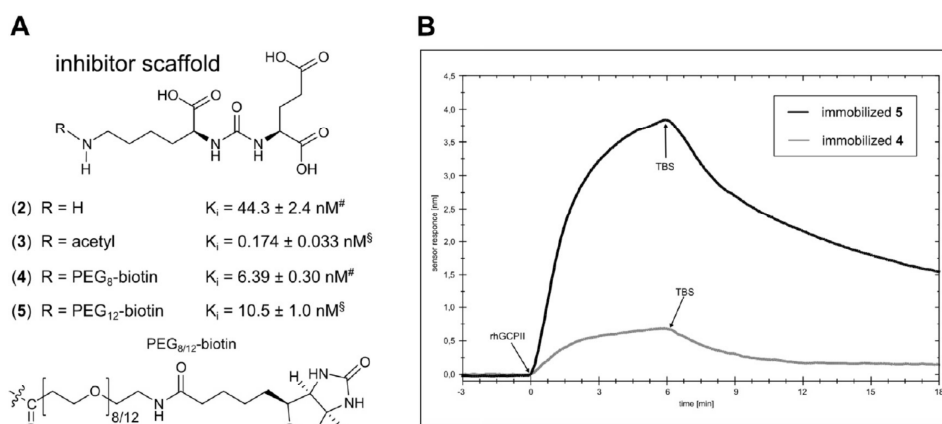 A
inhibitor scaffold
HO
O
HO
O
O
R
N
H
N
H
N
H
O
OH
(2) R = H Ki = 44.3 ± 2.4 nM#
(3) R = acetyl Ki = 0.174 ± 0.033 nM§
(4) R = PEG8-biotin Ki = 6.39 ± 0.30 nM#
(5) R = PEG12-biotin Ki = 10.5 ± 1.0 nM§
PEG8/12-biotin
O
O
O
8/12
N
H
H
HN
NH
O
B
4,5
4,0
3,5
3,0
2,5
2,0
1,5
1,0
0,5
0,0
sensor responce [nm]
immobilized 5
immobilized 4
TBS
TBS
rhGCPII
-3
0
3
6
9
12
15
18
time [min]